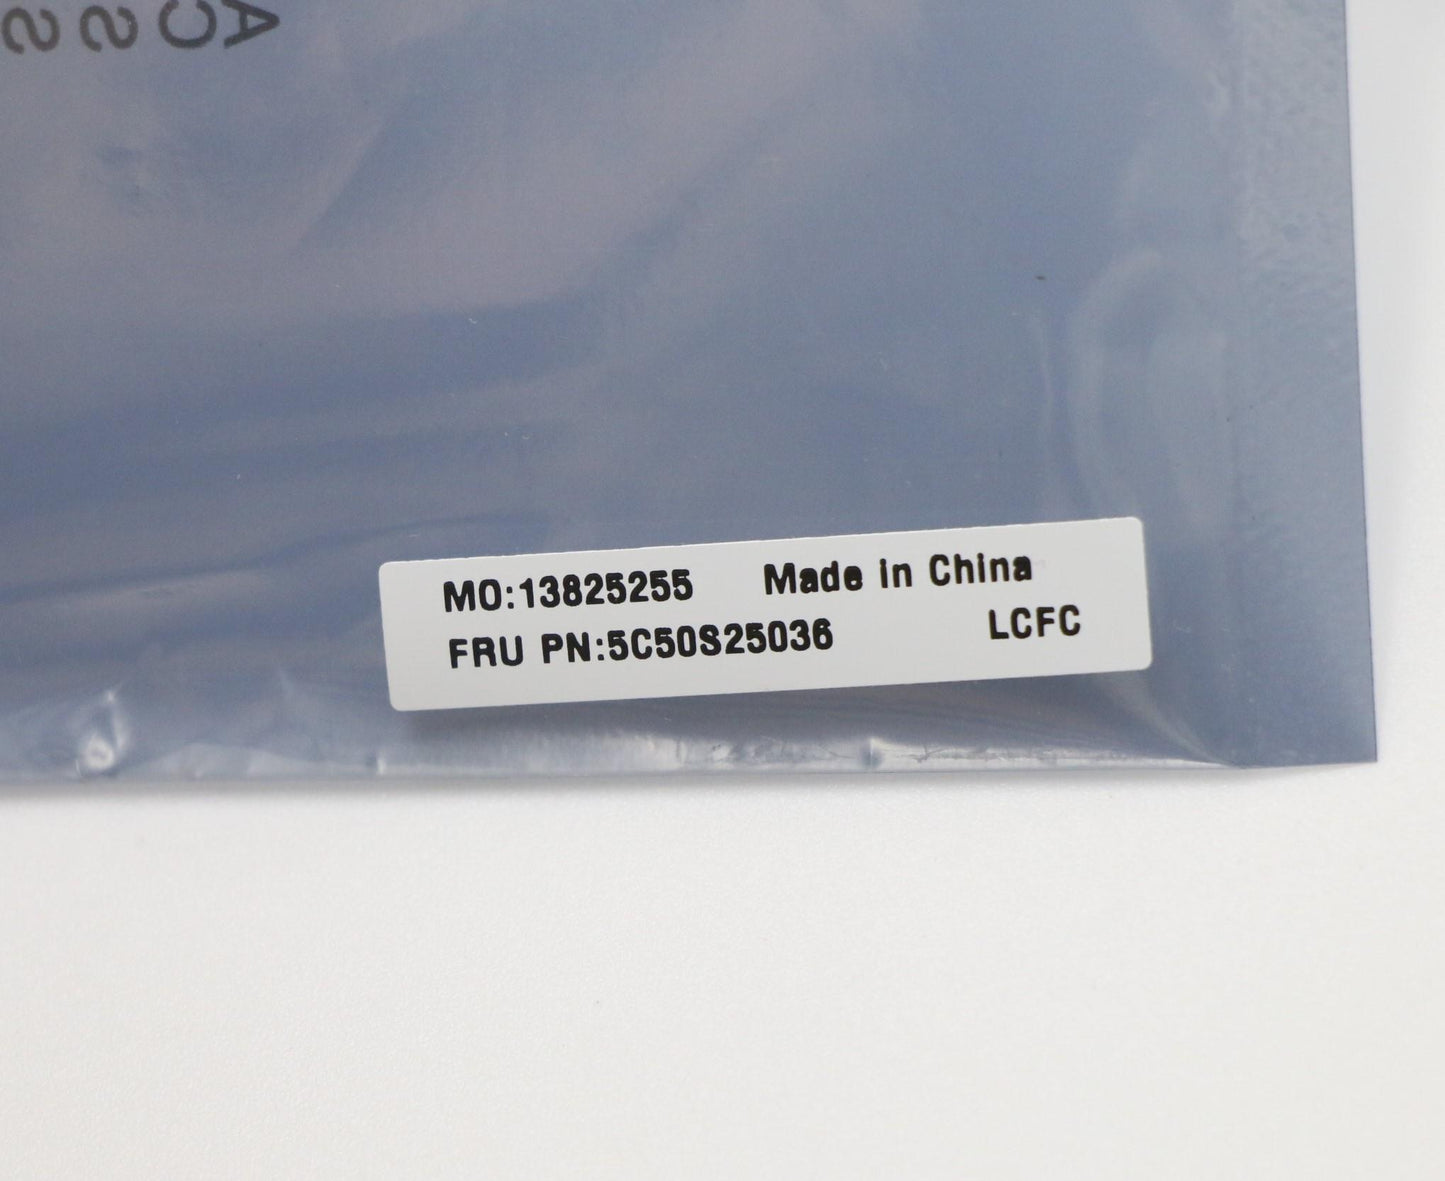 MO:13825255 Made in China
FRU PN:5C50S25036 LCFC